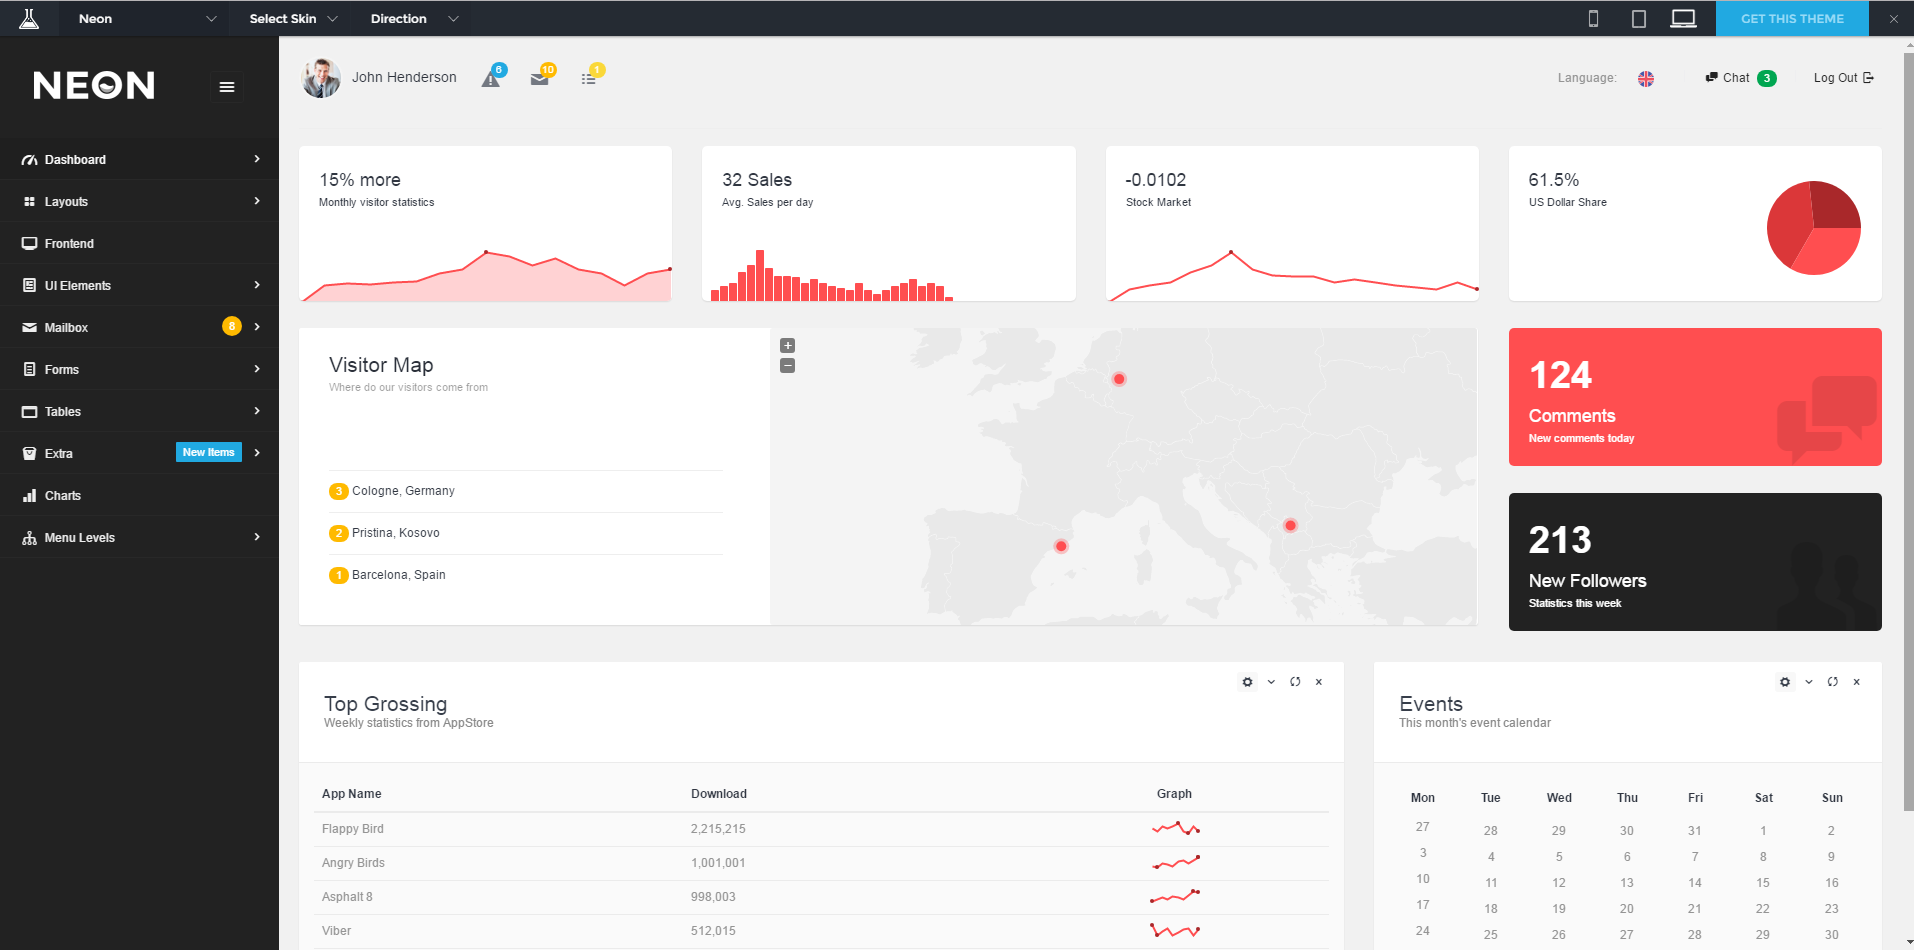 Neon
Select Skin
Direction
GET THIS THEME
NEON
John Henderson
6
10
1
Language:
Chat 3
Log Out
Dashboard
Layouts
Frontend
UI Elements
Mailbox 8
Forms
Tables
Extra New Items
Charts
Menu Levels
15% more
Monthly visitor statistics
32 Sales
Avg. Sales per day
-0.0102
Stock Market
61.5%
US Dollar Share
Visitor Map
Where do our visitors come from
3 Cologne, Germany
2 Pristina, Kosovo
1 Barcelona, Spain
+
−
124
Comments
New comments today
213
New Followers
Statistics this week
Top Grossing
Weekly statistics from AppStore
App Name Download Graph
Flappy Bird 2,215,215
Angry Birds 1,001,001
Asphalt 8 998,003
Viber 512,015
Events
This month's event calendar
Mon Tue Wed Thu Fri Sat Sun
27 28 29 30 31 1 2
3 4 5 6 7 8 9
10 11 12 13 14 15 16
17 18 19 20 21 22 23
24 25 26 27 28 29 30